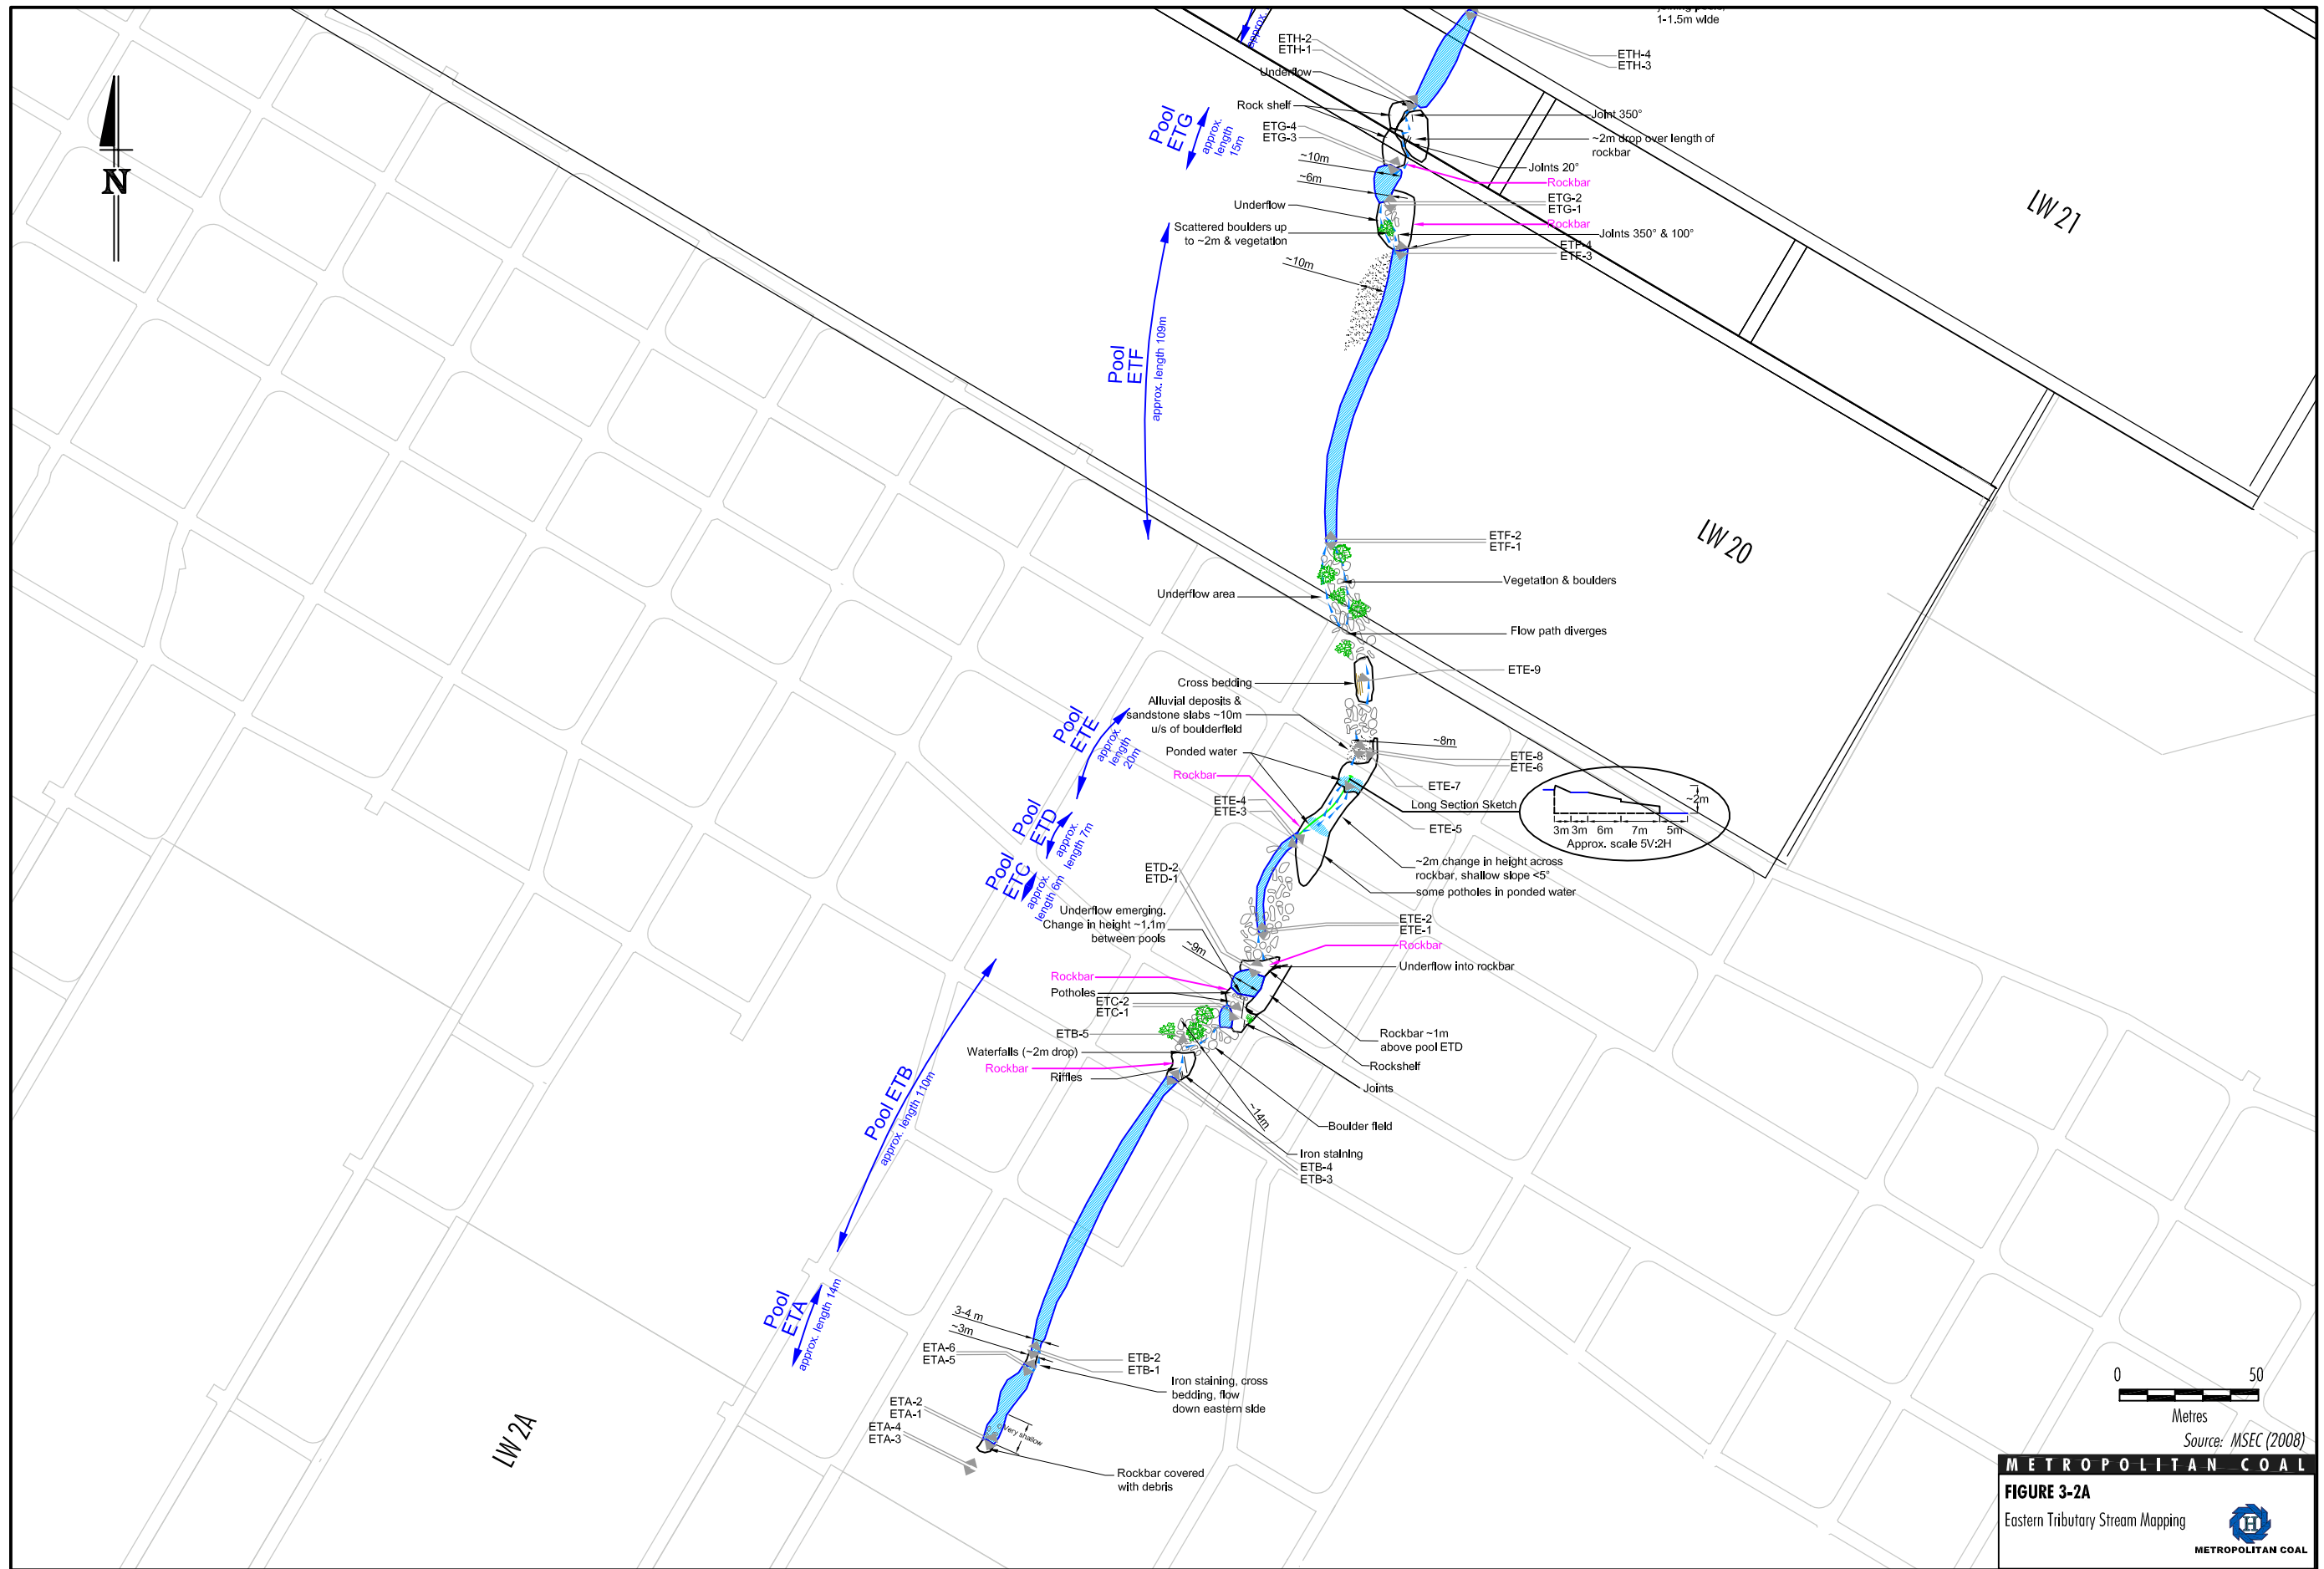 joining pools,
1-1.5m wide
approx.
ETH-2
ETH-1
ETH-4
ETH-3
Underflow
Rock shelf
Joint 350°
Pool
ETG
approx.
length
15m
ETG-4
ETG-3
~2m drop over length of
rockbar
~10m
Joints 20°
Rockbar
~6m
ETG-2
ETG-1
Underflow
Rockbar
Scattered boulders up
to ~2m & vegetation
Joints 350° & 100°
ETF-4
ETF-3
~10m
LW 21
N
Pool
ETF
approx. length 109m
ETF-2
ETF-1
LW 20
Vegetation & boulders
Underflow area
Flow path diverges
ETE-9
Cross bedding
Alluvial deposits &
sandstone slabs ~10m
u/s of boulderfield
Pool
ETE
approx.
length
20m
~8m
Ponded water
ETE-8
ETE-6
Rockbar
ETE-7
ETE-4
ETE-3
Long Section Sketch
~2m
3m 3m 6m 7m 5m
Approx. scale 5V:2H
ETE-5
Pool
ETD
approx.
length 7m
~2m change in height across
rockbar, shallow slope <5°
some potholes in ponded water
Pool
ETC
approx.
length 6m
ETD-2
ETD-1
Underflow emerging.
Change in height ~1.1m
between pools
ETE-2
ETE-1
~9m
Rockbar
Underflow into rockbar
Rockbar
Potholes
ETC-2
ETC-1
ETB-5
Rockbar ~1m
above pool ETD
Waterfalls (~2m drop)
Rockbar
Rockshelf
Riffles
Joints
~14m
Boulder field
Iron staining
ETB-4
ETB-3
Pool ETB
approx. length 110m
Pool
ETA
approx. length 14m
3-4 m
~3m
ETA-6
ETA-5
ETB-2
ETB-1
Iron staining, cross
bedding, flow
down eastern side
ETA-2
ETA-1
ETA-4
ETA-3
Very shallow
Rockbar covered
with debris
LW 2A
0 50
Metres
Source: MSEC (2008)
METROPOLITAN COAL
FIGURE 3-2A
Eastern Tributary Stream Mapping
H
METROPOLITAN COAL